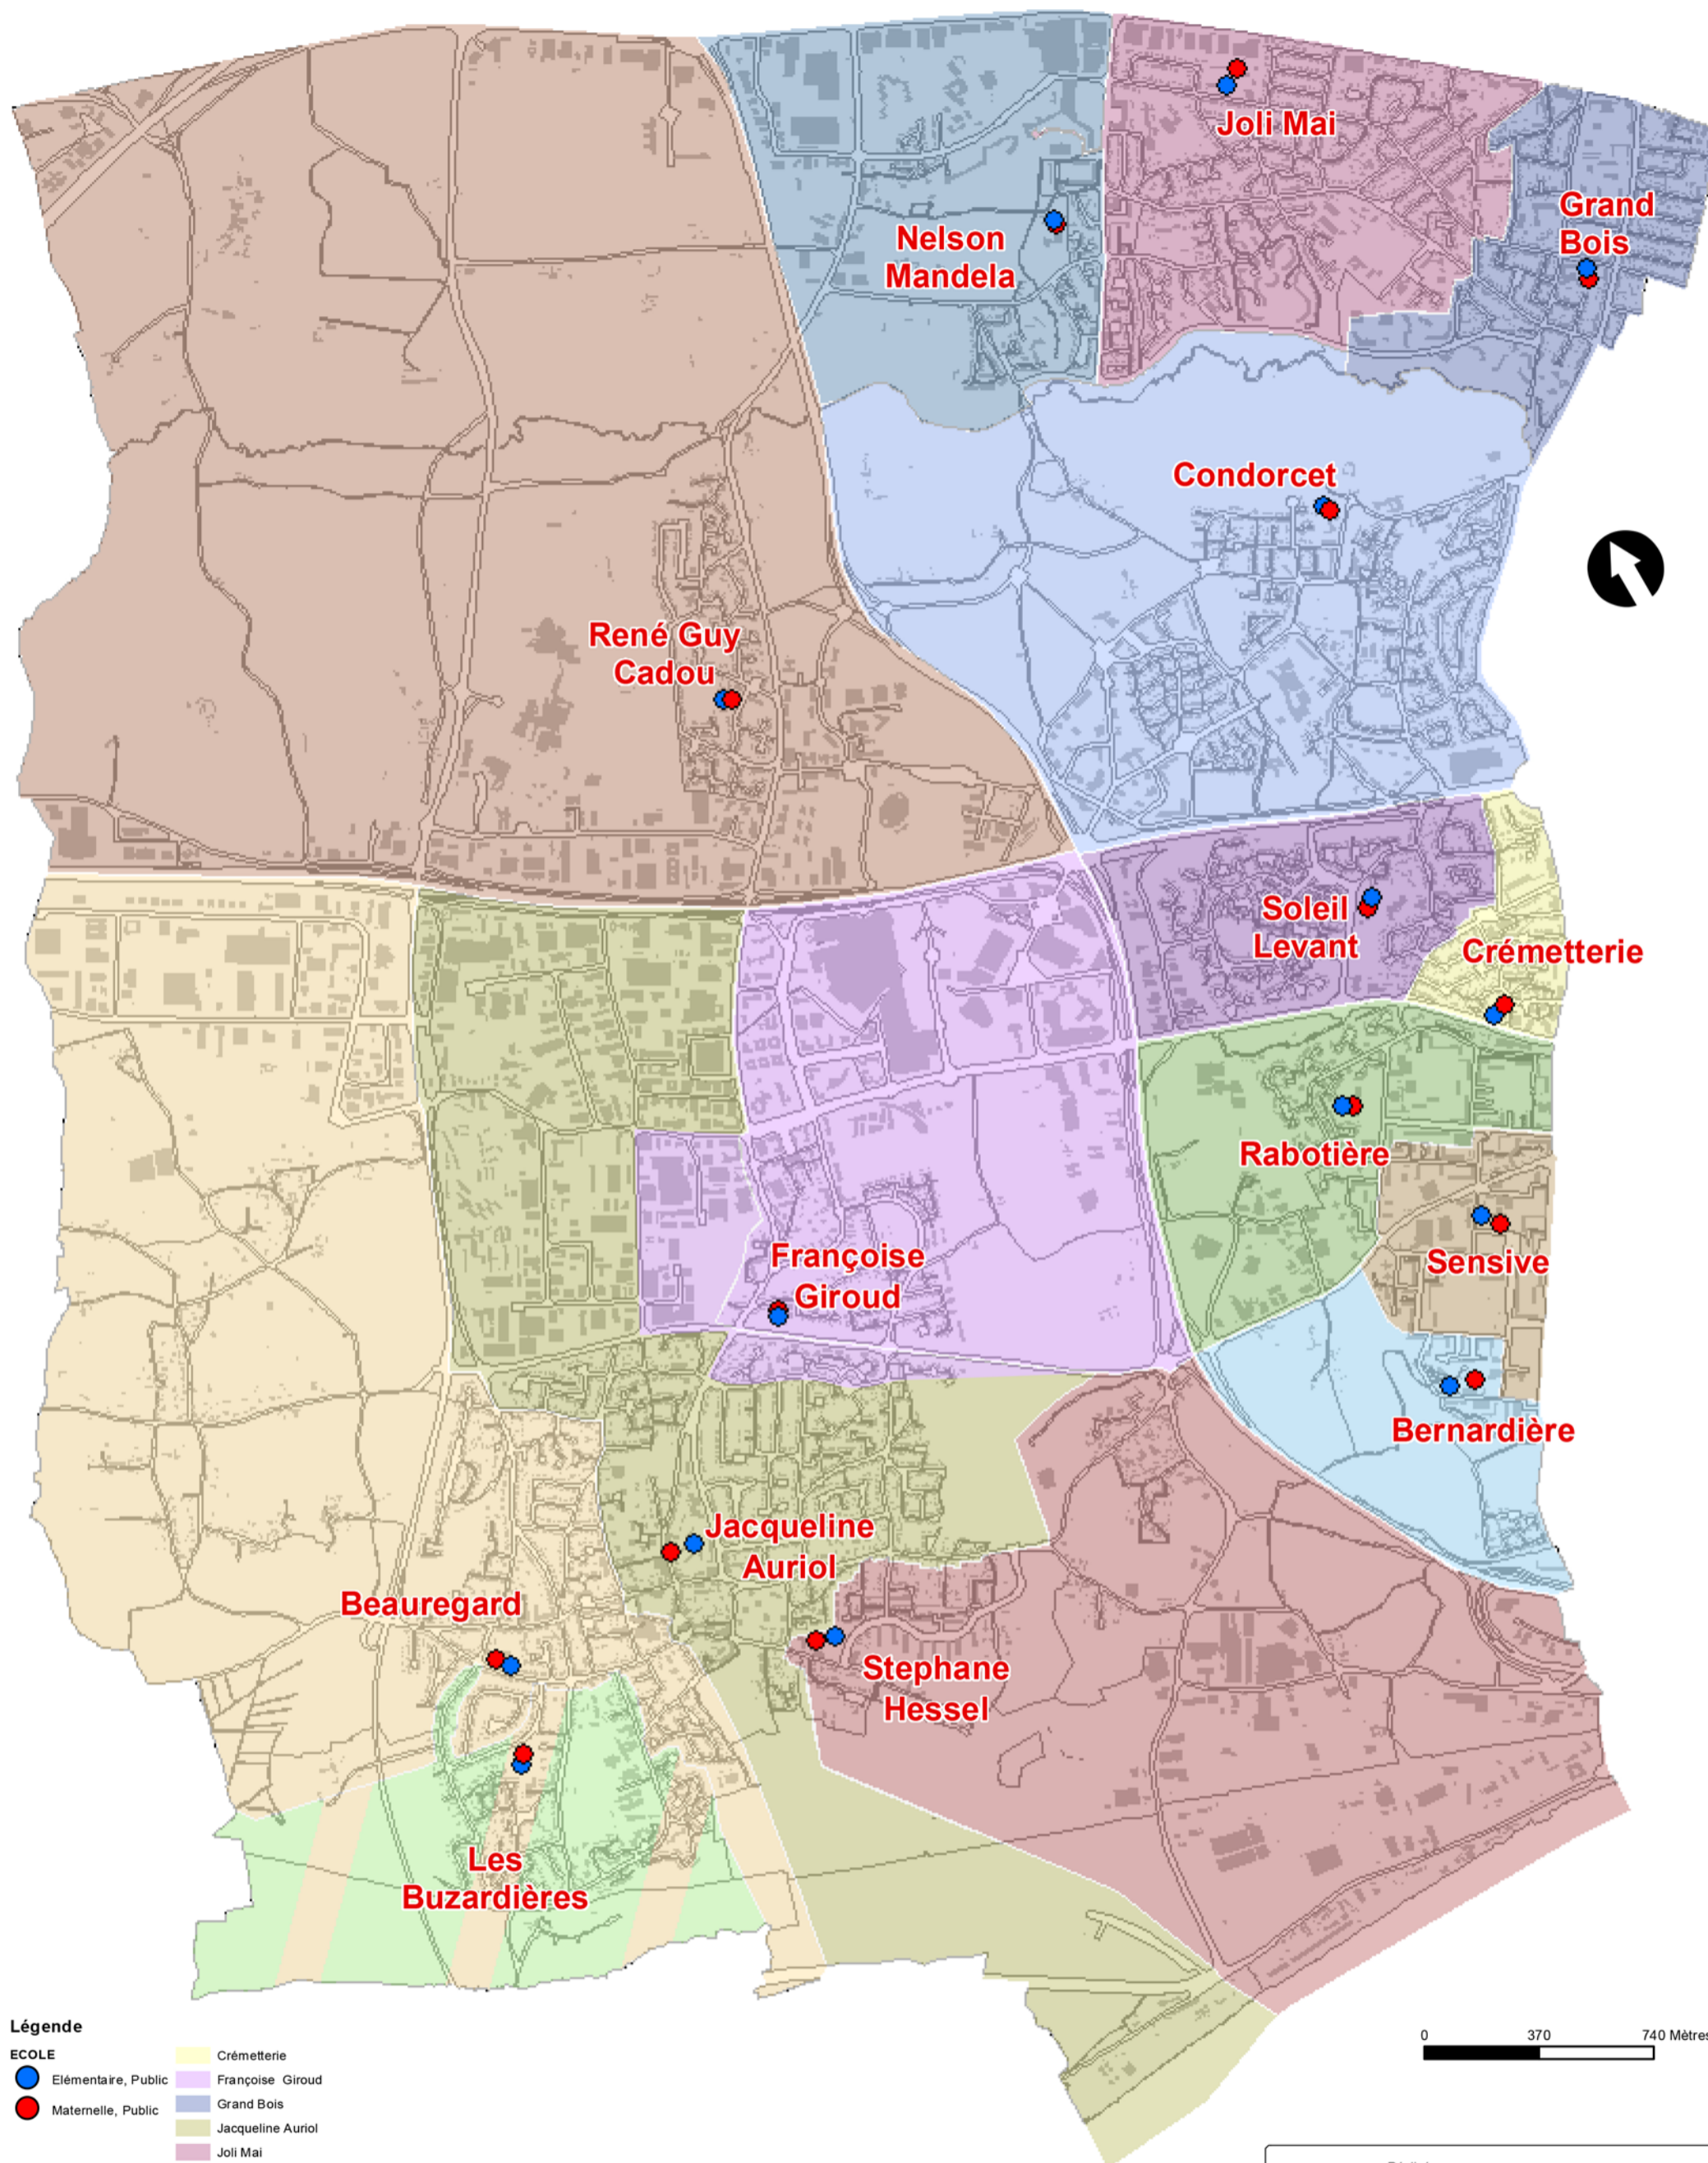 Joli Mai
Grand
Bois
Nelson
Mandela
Condorcet
René Guy
Cadou
Soleil
Levant
Crémetterie
Rabotière
Sensive
Françoise
Giroud
Bernardière
Jacqueline
Auriol
Beauregard
Stephane
Hessel
Les
Buzardières
Légende
ECOLE
Elémentaire, Public
Maternelle, Public
Crémetterie
Françoise Giroud
Grand Bois
Jacqueline Auriol
Joli Mai
0 370 740 Mètres